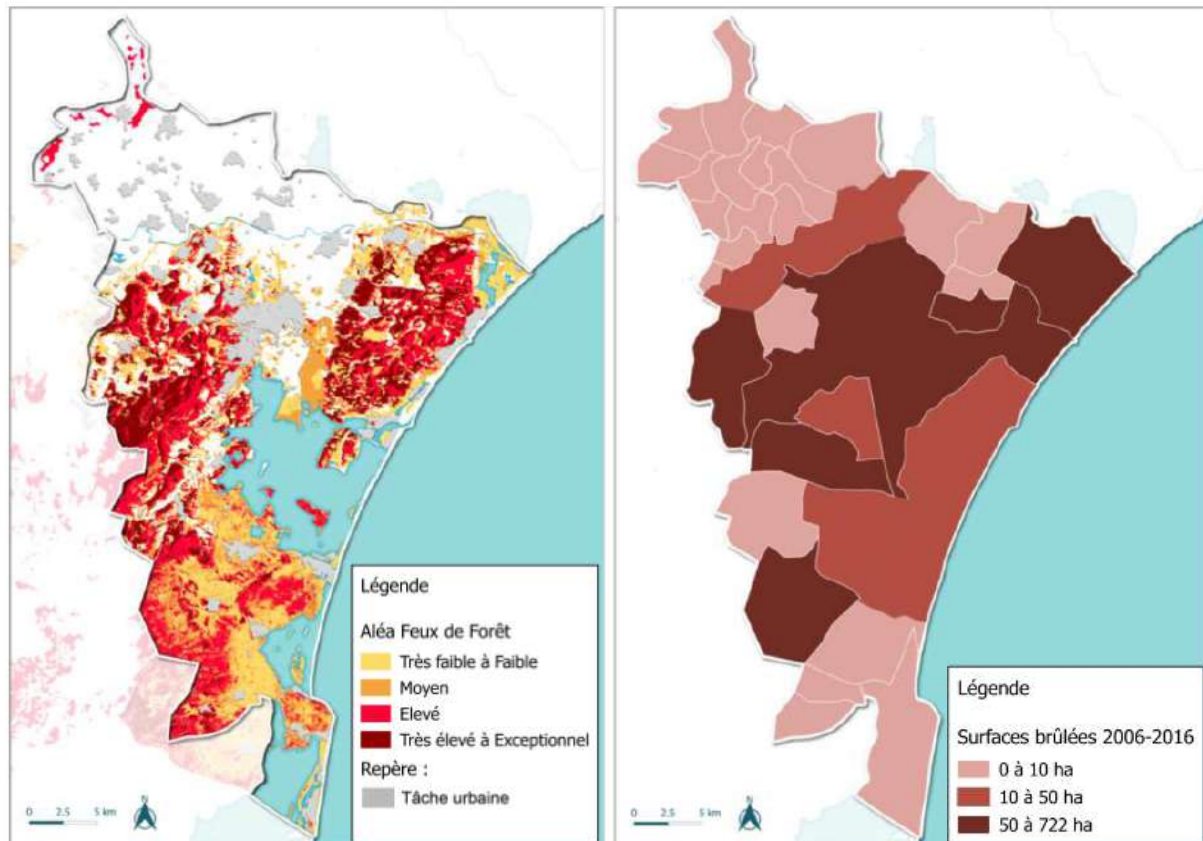 Légende
Aléa Feux de Forêt
Très faible à Faible
Moyen
Elevé
Très élevé à Exceptionnel
Repère :
Tâche urbaine
0 2.5 5 km
N
Légende
Surfaces brûlées 2006-2016
0 à 10 ha
10 à 50 ha
50 à 722 ha
0 2.5 5 km
N